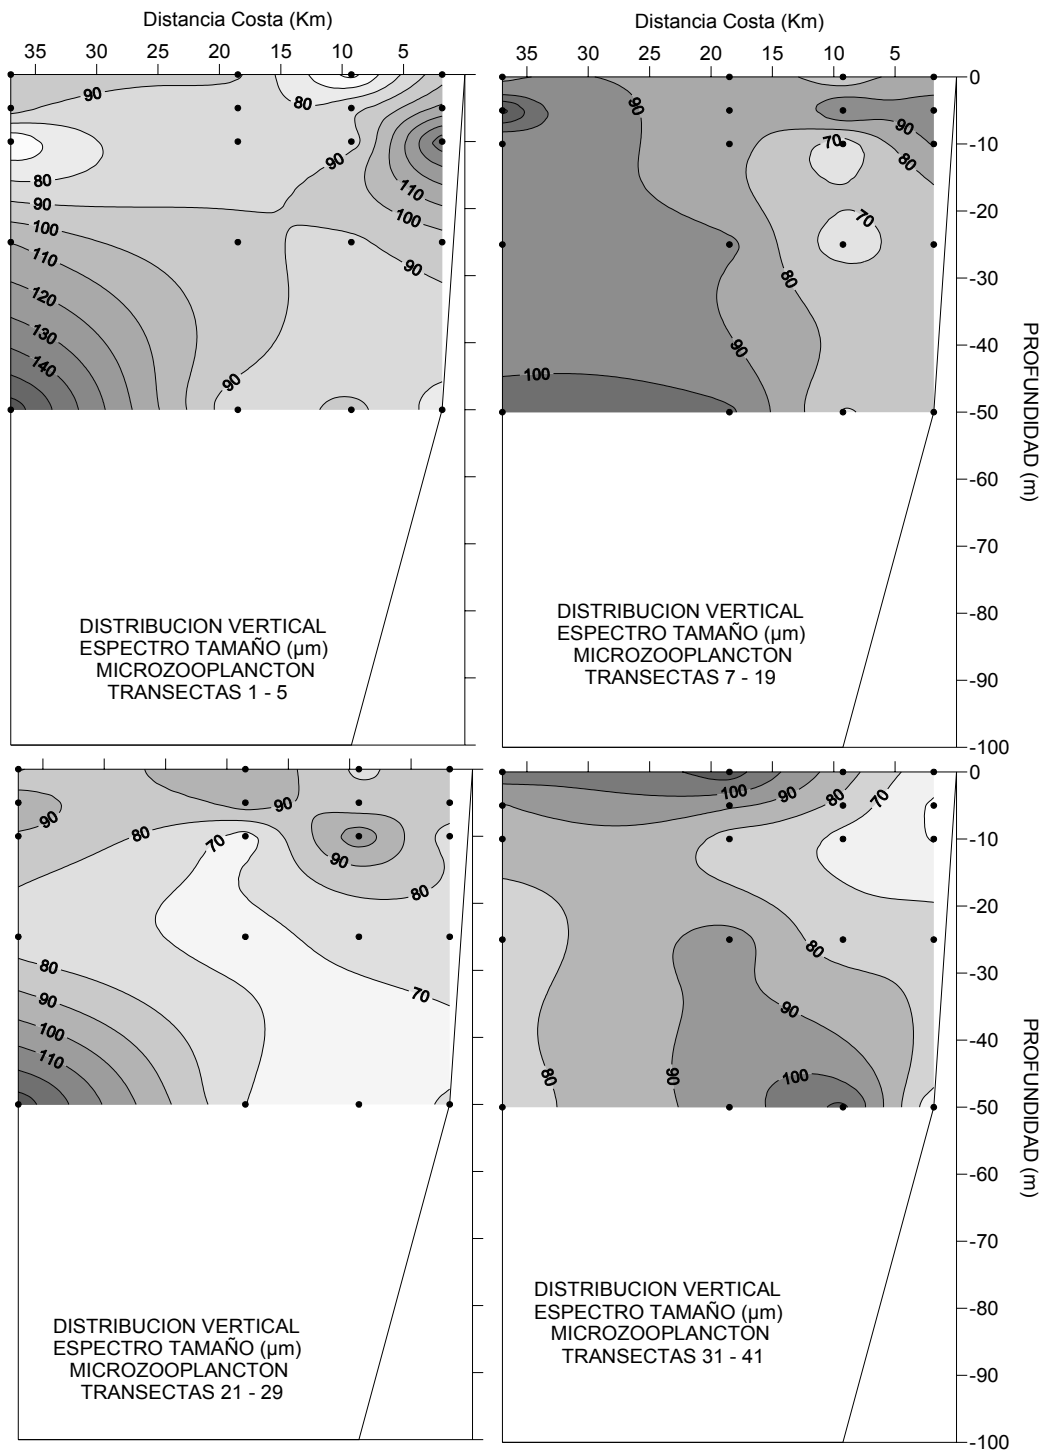 Distancia Costa (Km)
35 30 25 20 15 10 5
90
80
90
110
100
80
90
100
110
90
120
130
140
90
DISTRIBUCION VERTICAL
ESPECTRO TAMAÑO (µm)
MICROZOOPLANCTON
TRANSECTAS 1 - 5
Distancia Costa (Km)
35 30 25 20 15 10 5
0
-10
-20
-30
-40
-50
-60
-70
-80
-90
-100
PROFUNDIDAD (m)
90
90
70
80
70
80
90
100
DISTRIBUCION VERTICAL
ESPECTRO TAMAÑO (µm)
MICROZOOPLANCTON
TRANSECTAS 7 - 19
90
90
80
70
90
80
80
70
90
100
110
DISTRIBUCION VERTICAL
ESPECTRO TAMAÑO (µm)
MICROZOOPLANCTON
TRANSECTAS 21 - 29
0
-10
-20
-30
-40
-50
-60
-70
-80
-90
-100
PROFUNDIDAD (m)
100
90
80
70
80
90
80
90
100
DISTRIBUCION VERTICAL
ESPECTRO TAMAÑO (µm)
MICROZOOPLANCTON
TRANSECTAS 31 - 41